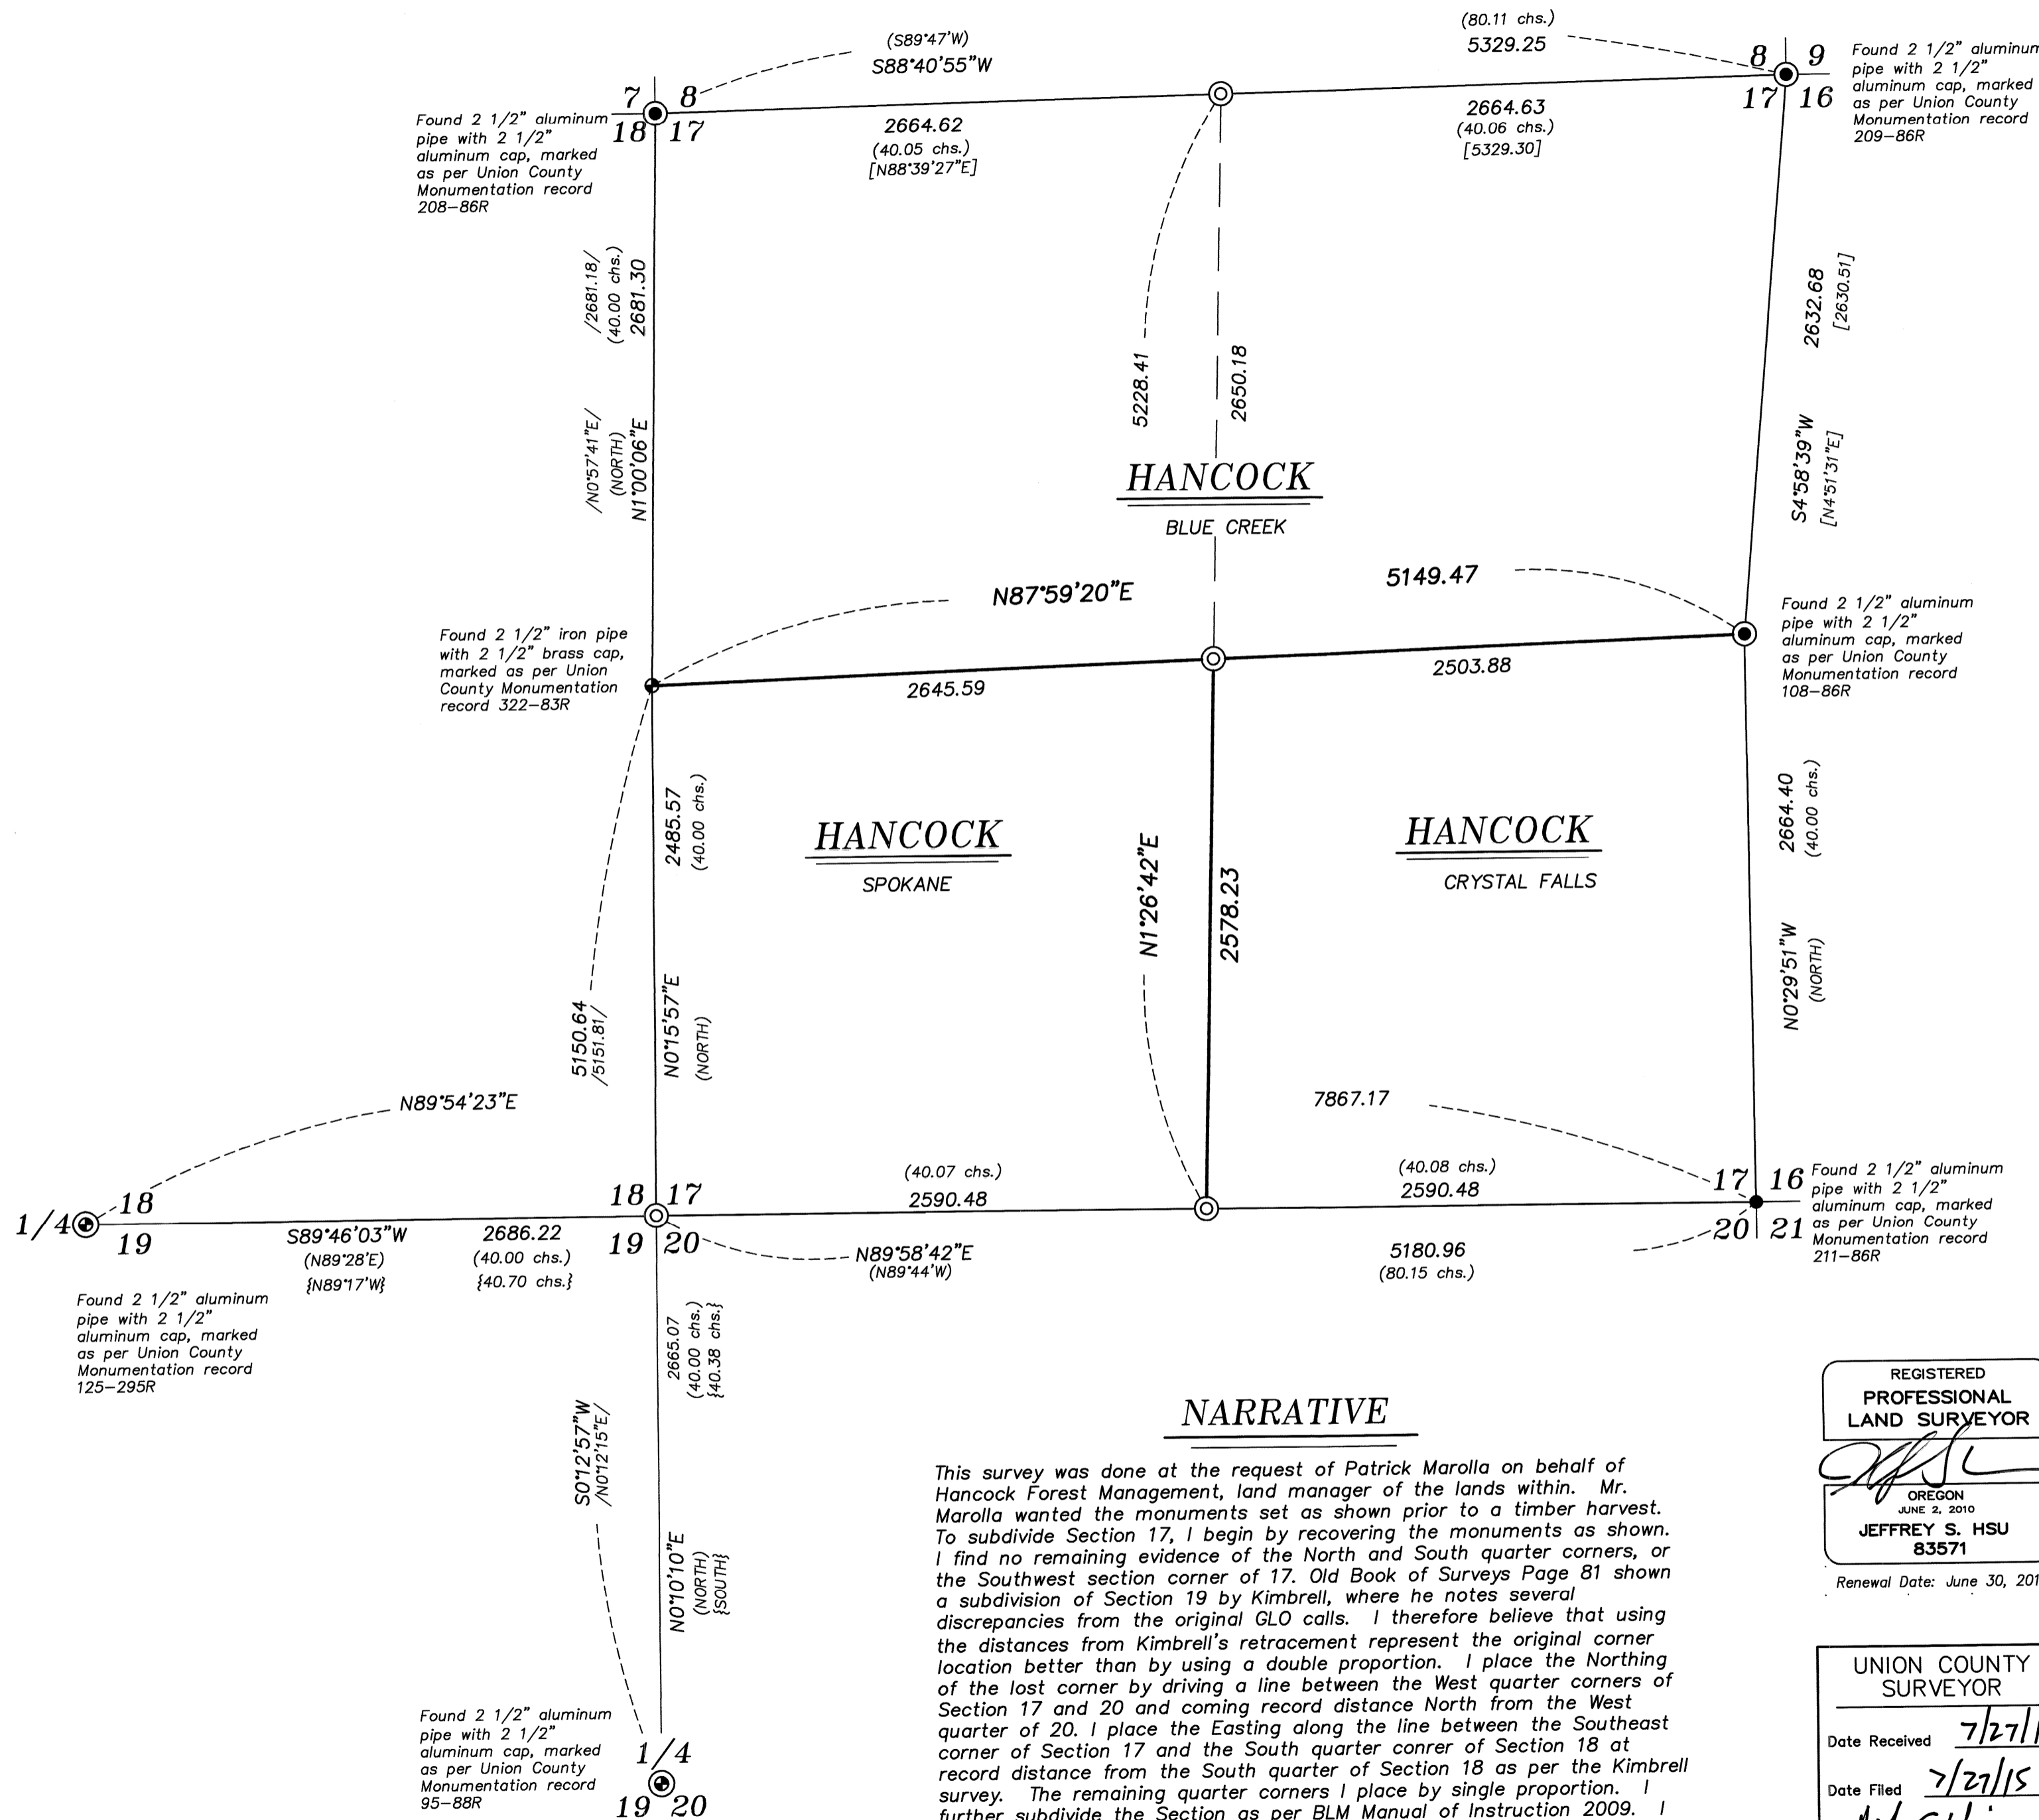 (S89°47'W)
S88°40'55"W
(80.11 chs.)
5329.25
7 8
18 17
8 9
17 16
Found 2 1/2" aluminum
pipe with 2 1/2"
aluminum cap, marked
as per Union County
Monumentation record
208-86R
2664.62
(40.05 chs.)
[N88°39'27"E]
2664.63
(40.06 chs.)
[5329.30]
Found 2 1/2" aluminum
pipe with 2 1/2"
aluminum cap, marked
as per Union County
Monumentation record
209-86R
/2681.18/
(40.00 chs.)
2681.30
/N0°57'41"E/
(NORTH)
N1°00'06"E
5228.41
2650.18
2632.68
[2630.51]
S4°58'39"W
[N4°51'31"E]
HANCOCK
BLUE CREEK
N87°59'20"E
5149.47
Found 2 1/2" iron pipe
with 2 1/2" brass cap,
marked as per Union
County Monumentation
record 322-83R
2645.59
2503.88
Found 2 1/2" aluminum
pipe with 2 1/2"
aluminum cap, marked
as per Union County
Monumentation record
108-86R
2485.57
(40.00 chs.)
HANCOCK
SPOKANE
HANCOCK
CRYSTAL FALLS
N1°26'42"E
2578.23
2664.40
(40.00 chs.)
N0°29'51"W
(NORTH)
5150.64
/5151.81/
N0°15'57"E
(NORTH)
N89°54'23"E
7867.17
(40.07 chs.)
2590.48
(40.08 chs.)
2590.48
1/4
18
19
18 17
19 20
17 16
20 21
Found 2 1/2" aluminum
pipe with 2 1/2"
aluminum cap, marked
as per Union County
Monumentation record
211-86R
S89°46'03"W
(N89°28'E)
{N89°17'W}
2686.22
(40.00 chs.)
{40.70 chs.}
N89°58'42"E
(N89°44'W)
5180.96
(80.15 chs.)
Found 2 1/2" aluminum
pipe with 2 1/2"
aluminum cap, marked
as per Union County
Monumentation record
125-295R
2665.07
(40.00 chs.)
{40.38 chs.}
S0°12'57"W
/N0°12'15"E/
N0°10'10"E
(NORTH)
{SOUTH}
Found 2 1/2" aluminum
pipe with 2 1/2"
aluminum cap, marked
as per Union County
Monumentation record
95-88R
1/4
19 20
NARRATIVE
This survey was done at the request of Patrick Marolla on behalf of
Hancock Forest Management, land manager of the lands within. Mr.
Marolla wanted the monuments set as shown prior to a timber harvest.
To subdivide Section 17, I begin by recovering the monuments as shown.
I find no remaining evidence of the North and South quarter corners, or
the Southwest section corner of 17. Old Book of Surveys Page 81 shown
a subdivision of Section 19 by Kimbrell, where he notes several
discrepancies from the original GLO calls. I therefore believe that using
the distances from Kimbrell's retracement represent the original corner
location better than by using a double proportion. I place the Northing
of the lost corner by driving a line between the West quarter corners of
Section 17 and 20 and coming record distance North from the West
quarter of 20. I place the Easting along the line between the Southeast
corner of Section 17 and the South quarter conrer of Section 18 at
record distance from the South quarter of Section 18 as per the Kimbrell
survey. The remaining quarter corners I place by single proportion. I
further subdivide the Section as per BLM Manual of Instruction 2009. I
REGISTERED
PROFESSIONAL
LAND SURVEYOR
OREGON
JUNE 2, 2010
JEFFREY S. HSU
83571
Renewal Date: June 30, 201
UNION COUNTY
SURVEYOR
Date Received 7/27/1
Date Filed 7/27/15